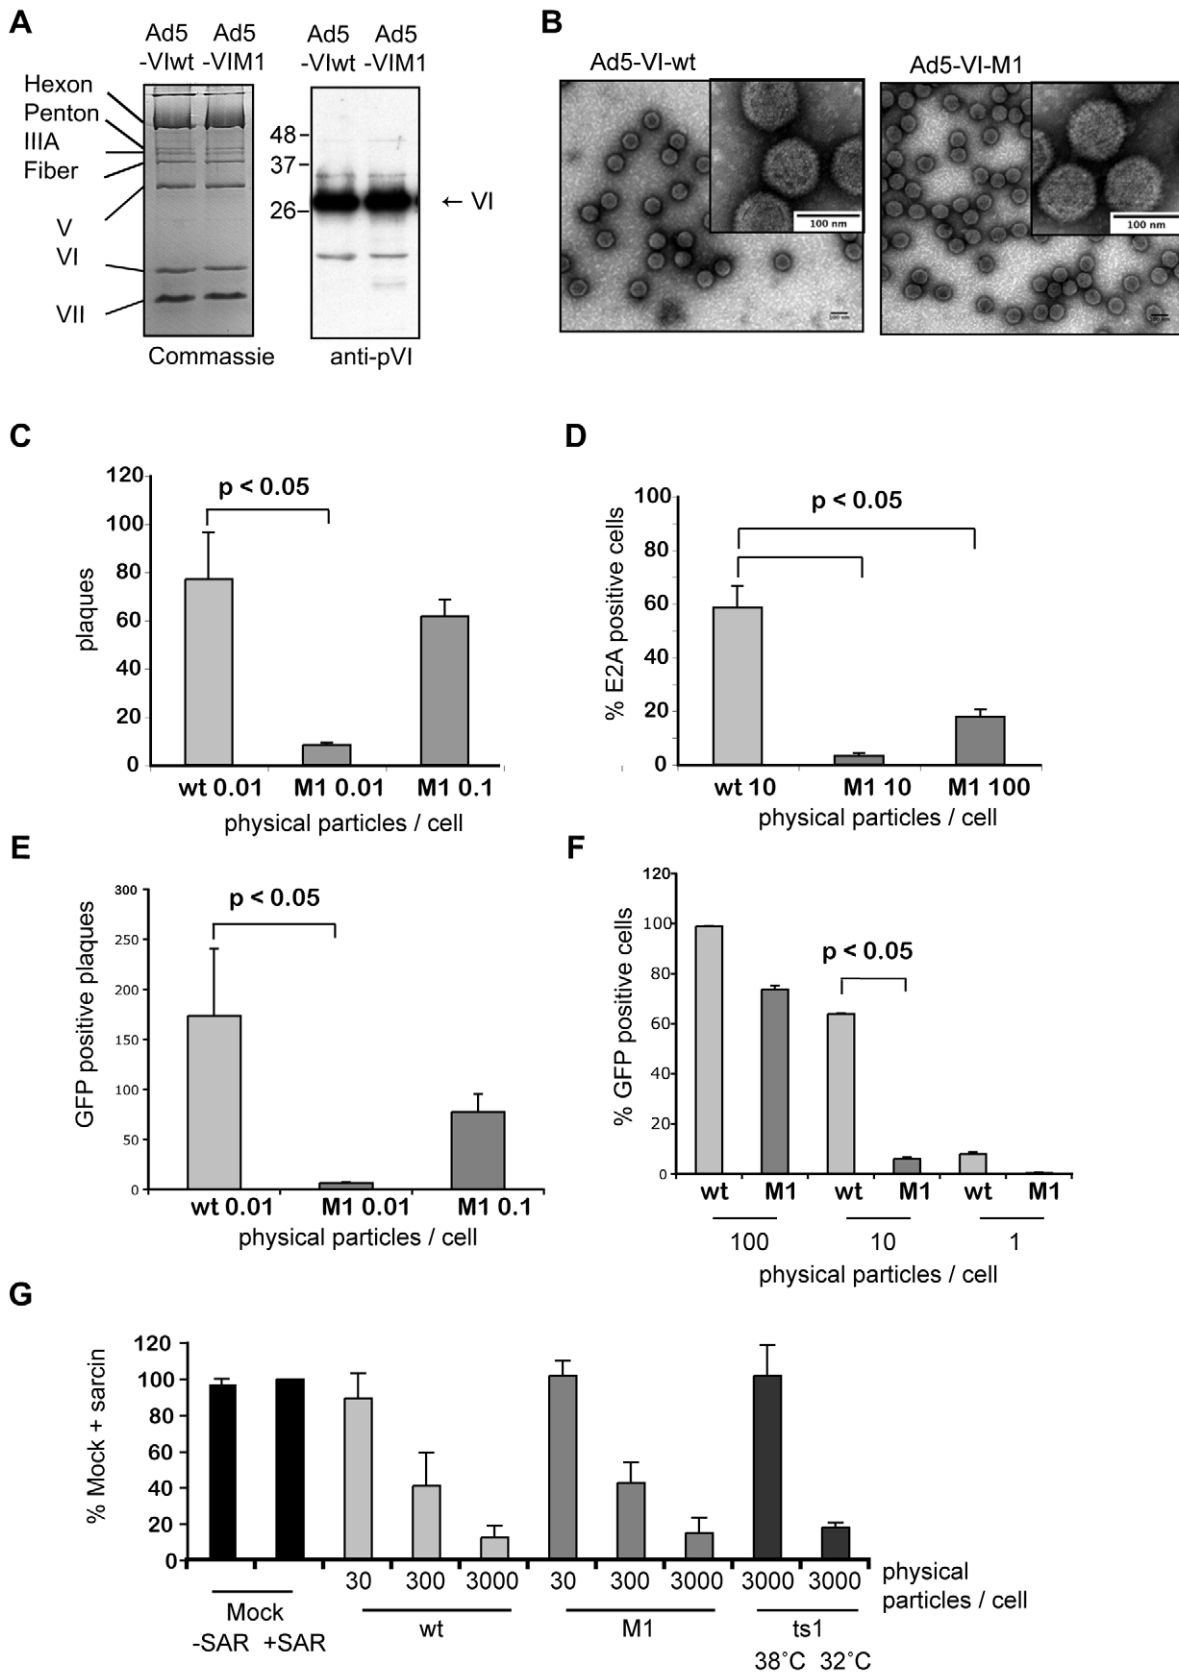 A
Ad5 -VIwt
Ad5 -VIM1
Ad5 -VIwt
Ad5 -VIM1
Hexon
Penton
IIIA
Fiber
V
VI
VII
48
37
26
← VI
Commassie
anti-pVI
B
Ad5-VI-wt
Ad5-VI-M1
100 nm
100 nm
C
120
100
80
60
40
20
0
plaques
p < 0.05
wt 0.01
M1 0.01
M1 0.1
physical particles / cell
D
100
80
60
40
20
0
% E2A positive cells
p < 0.05
wt 10
M1 10
M1 100
physical particles / cell
E
300
250
200
150
100
50
0
GFP positive plaques
p < 0.05
wt 0.01
M1 0.01
M1 0.1
physical particles / cell
F
120
100
80
60
40
20
0
% GFP positive cells
p < 0.05
wt M1 wt M1 wt M1
100 10 1
physical particles / cell
G
120
100
80
60
40
20
0
% Mock + sarcin
30 300 3000 30 300 3000 3000 3000
physical particles / cell
Mock
-SAR +SAR
wt
M1
ts1
38˚C 32˚C